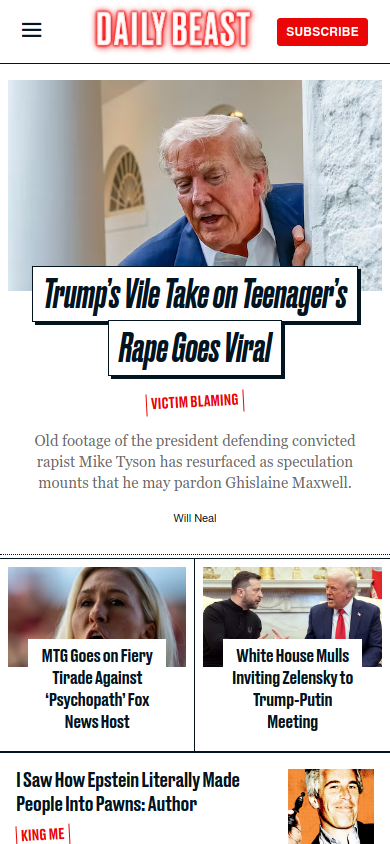 DAILY BEAST
SUBSCRIBE
Trump's Vile Take on Teenager's
Rape Goes Viral
VICTIM BLAMING
Old footage of the president defending convicted
rapist Mike Tyson has resurfaced as speculation
mounts that he may pardon Ghislaine Maxwell.
Will Neal
MTG Goes on Fiery
Tirade Against
‘Psychopath’ Fox
News Host
White House Mulls
Inviting Zelensky to
Trump-Putin
Meeting
I Saw How Epstein Literally Made
People Into Pawns: Author
KING ME